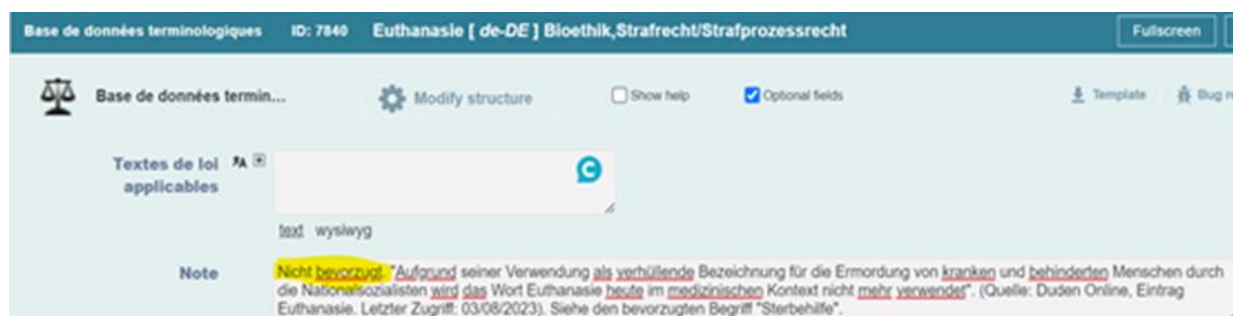 Base de données terminologiques ID: 7840 Euthanasie [ de-DE ] Bioethik,Strafrecht/Strafprozessrecht Fullscreen
Base de données termin... Modify structure Show help Optional fields Template Bug
Textes de loi
applicables
text wysiwyg
Note Nicht bevorzugt. "Aufgrund seiner Verwendung als verhüllende Bezeichnung für die Ermordung von kranken und behinderten Menschen durch
die Nationalsozialisten wird das Wort Euthanasie heute im medizinischen Kontext nicht mehr verwendet". (Quelle: Duden Online, Eintrag
Euthanasie. Letzter Zugriff: 03/08/2023). Siehe den bevorzugten Begriff "Sterbehilfe".